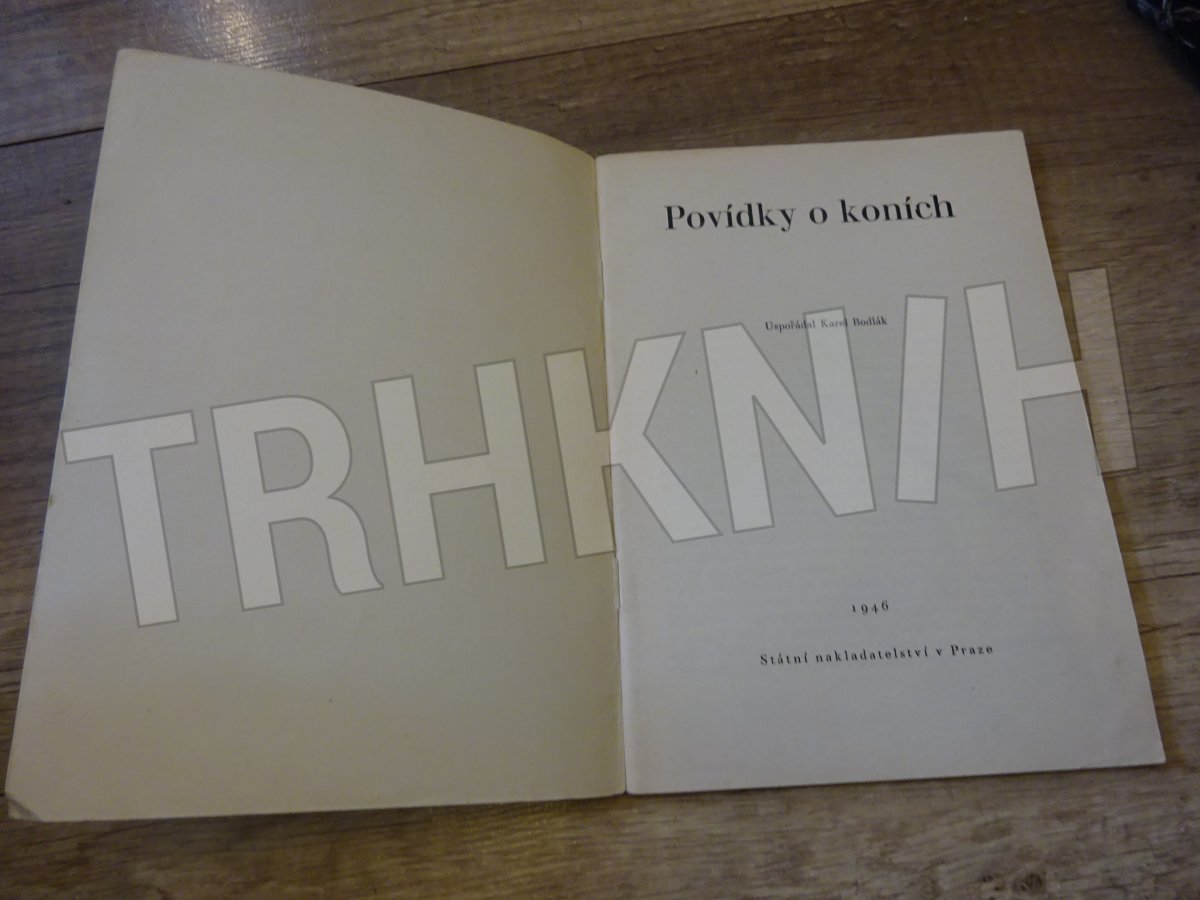 Povídky o koních
Uspořádal Karel Bodlák
TRHKNIH
1946
Státní nakladatelství v Praze